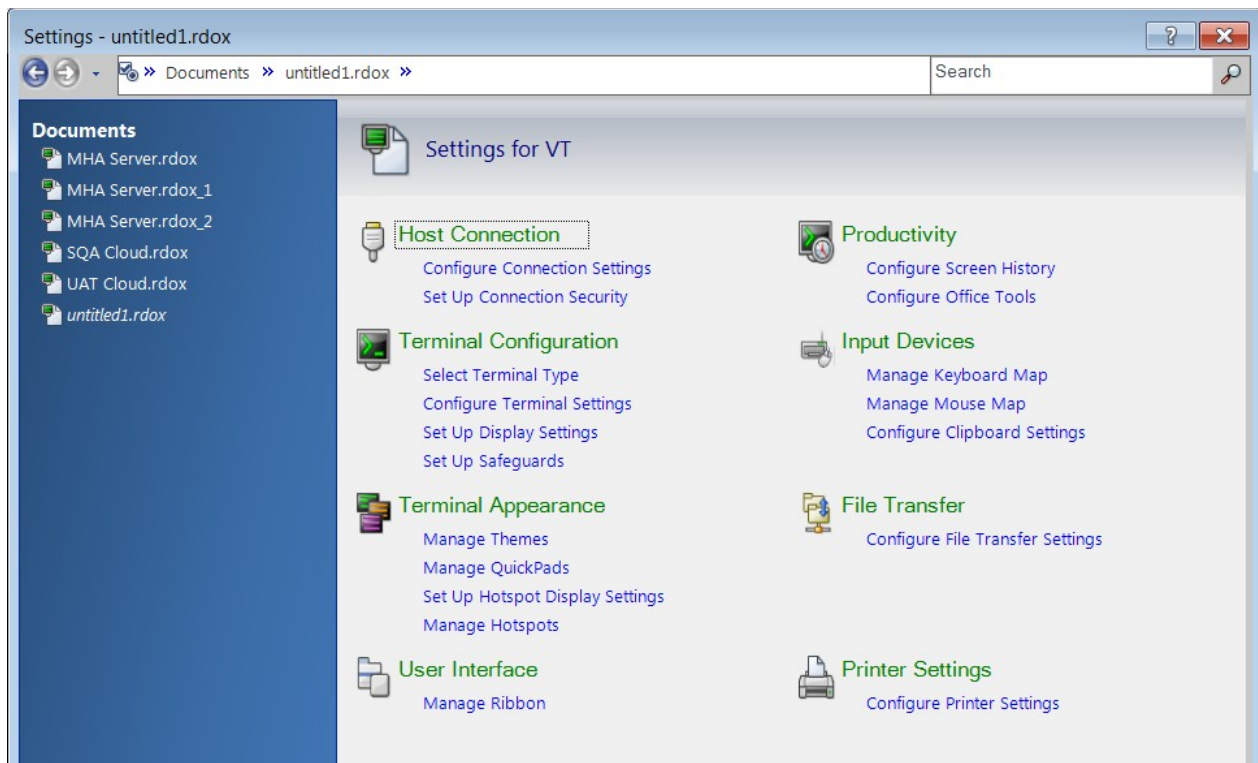 Settings - untitled1.rdox
» Documents » untitled1.rdox »
Search
Documents
MHA Server.rdox
MHA Server.rdox_1
MHA Server.rdox_2
SQA Cloud.rdox
UAT Cloud.rdox
untitled1.rdox
Settings for VT
Host Connection
Configure Connection Settings
Set Up Connection Security
Terminal Configuration
Select Terminal Type
Configure Terminal Settings
Set Up Display Settings
Set Up Safeguards
Terminal Appearance
Manage Themes
Manage QuickPads
Set Up Hotspot Display Settings
Manage Hotspots
User Interface
Manage Ribbon
Productivity
Configure Screen History
Configure Office Tools
Input Devices
Manage Keyboard Map
Manage Mouse Map
Configure Clipboard Settings
File Transfer
Configure File Transfer Settings
Printer Settings
Configure Printer Settings